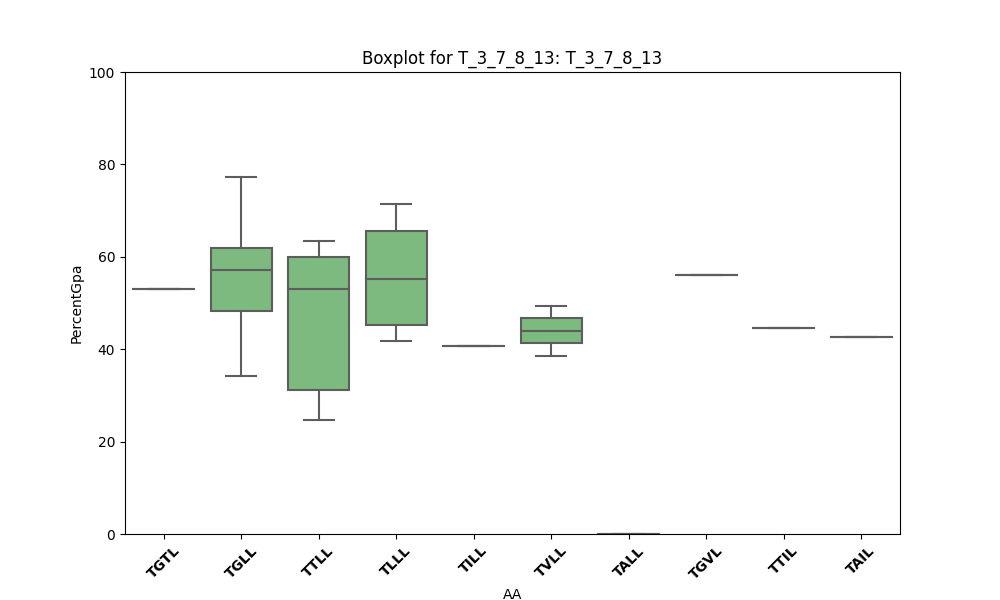 Boxplot for T_3_7_8_13: T_3_7_8_13
100
80
60
40
20
0
PercentGpa
TGTL
TGLL
TTLL
TLLL
TILL
TVLL
TALL
TGVL
TTIL
TAIL
AA